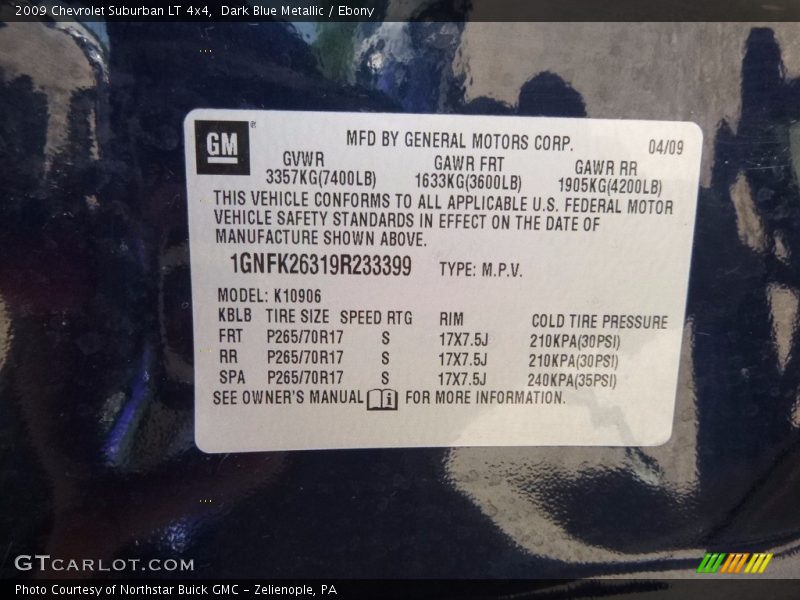 2009 Chevrolet Suburban LT 4x4, Dark Blue Metallic / Ebony
GM ®
MFD BY GENERAL MOTORS CORP. 04/09
GVWR GAWR FRT GAWR RR
3357KG(7400LB) 1633KG(3600LB) 1905KG(4200LB)
THIS VEHICLE CONFORMS TO ALL APPLICABLE U.S. FEDERAL MOTOR
VEHICLE SAFETY STANDARDS IN EFFECT ON THE DATE OF
MANUFACTURE SHOWN ABOVE.
1GNFK26319R233399 TYPE: M.P.V.
MODEL: K10906
KBLB TIRE SIZE SPEED RTG RIM COLD TIRE PRESSURE
FRT P265/70R17 S 17X7.5J 210KPA(30PSI)
RR P265/70R17 S 17X7.5J 210KPA(30PSI)
SPA P265/70R17 S 17X7.5J 240KPA(35PSI)
SEE OWNER'S MANUAL i FOR MORE INFORMATION.
GTCARLOT.COM
Photo Courtesy of Northstar Buick GMC - Zelienople, PA